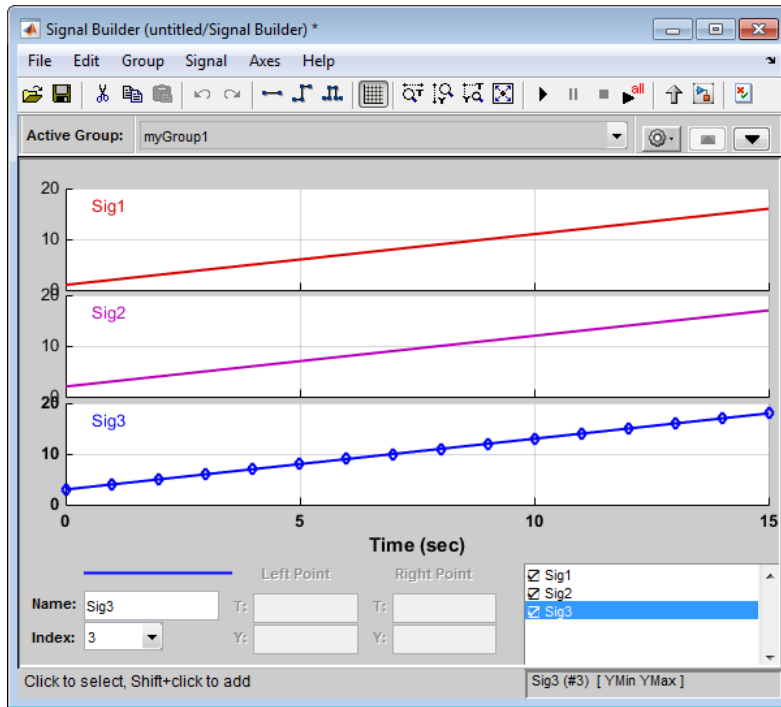 Signal Builder (untitled/Signal Builder) *
File Edit Group Signal Axes Help
all
Active Group: myGroup1
20
Sig1
10
0
20
Sig2
10
0
20
Sig3
10
0
0 5 10 15
Time (sec)
Left Point Right Point
Name: Sig3 T: T:
Index: 3 Y: Y:
Sig1
Sig2
Sig3
Click to select, Shift+click to add
Sig3 (#3) [ YMin YMax ]